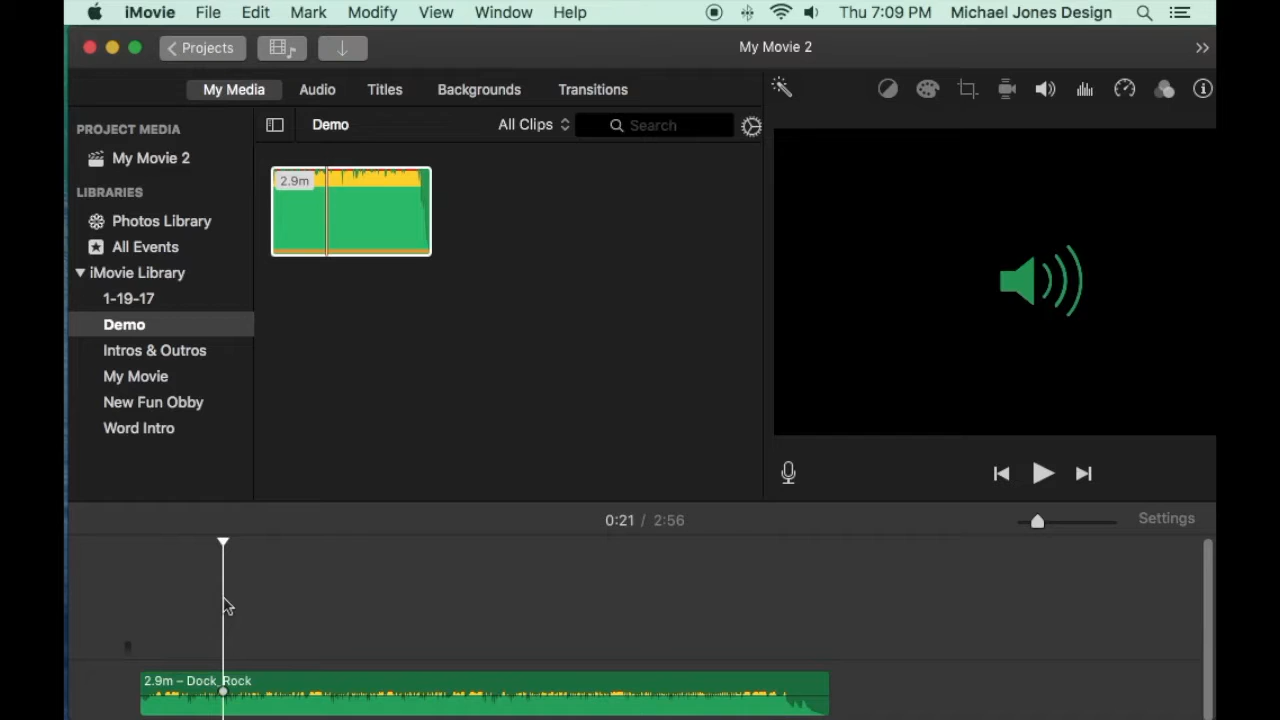 iMovie File Edit Mark Modify View Window Help Thu 7:09 PM Michael Jones Design
Projects My Movie 2
My Media Audio Titles Backgrounds Transitions
PROJECT MEDIA
My Movie 2
LIBRARIES
Photos Library
All Events
iMovie Library
1-19-17
Demo
Intros & Outros
My Movie
New Fun Obby
Word Intro
Demo All Clips Search
2.9m
0:21 / 2:56 Settings
2.9m – Dock_Rock